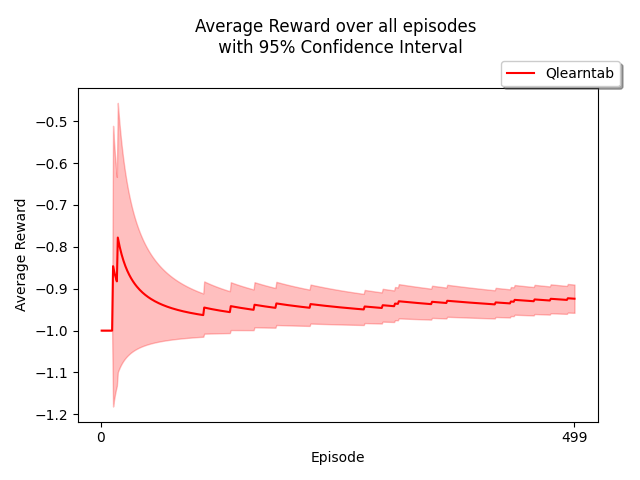 Average Reward over all episodes
with 95% Confidence Interval
Qlearntab
−0.5
−0.6
−0.7
−0.8
−0.9
−1.0
−1.1
−1.2
Average Reward
0
499
Episode